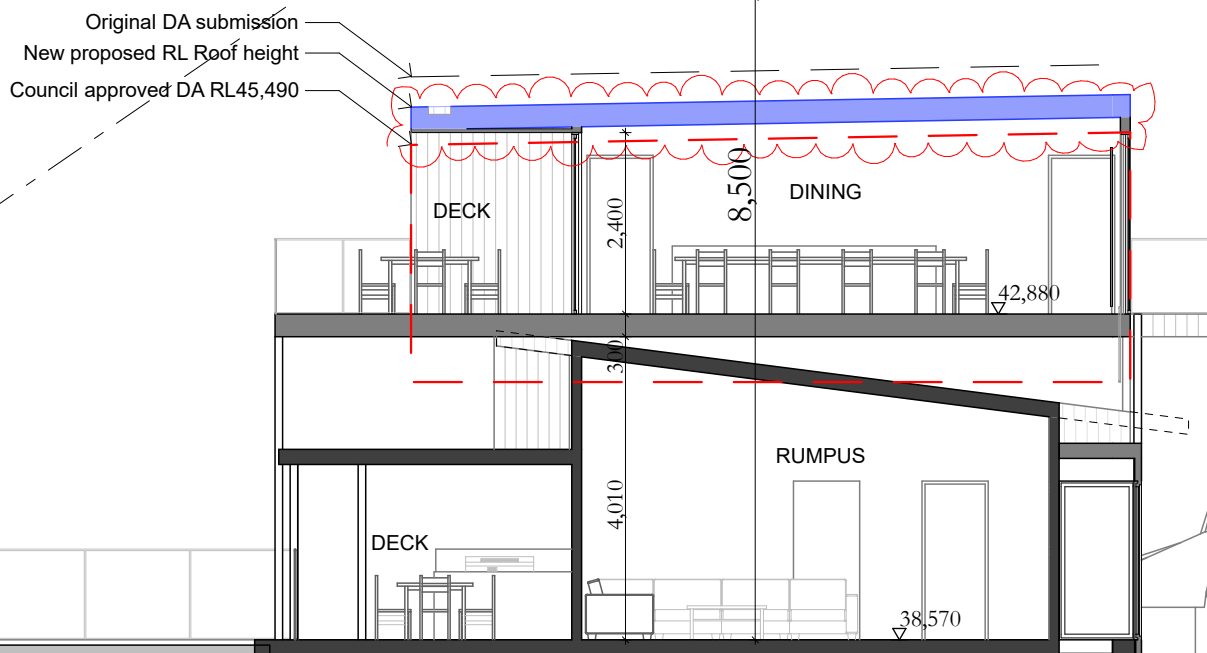 Original DA submission
New proposed RL Roof height
Council approved DA RL45,490
DECK
DINING
8,500
2,400
42,880
300
RUMPUS
4,010
DECK
38,570